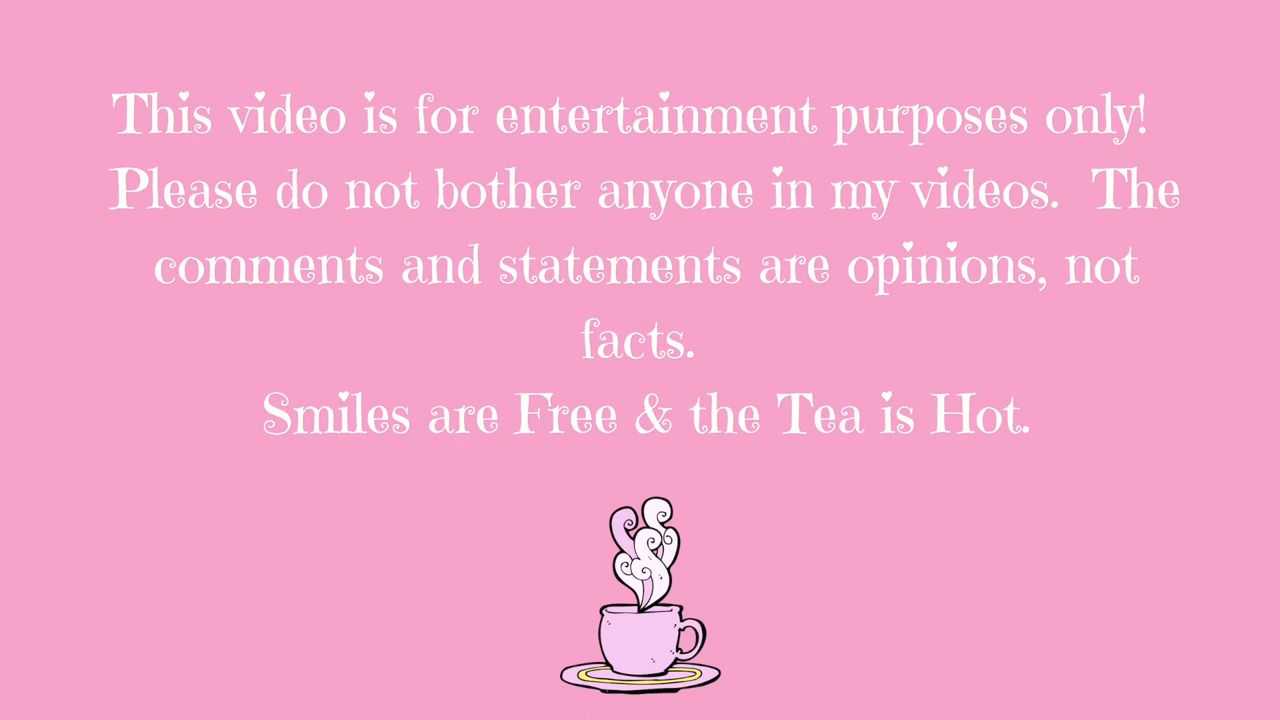 This video is for entertainment purposes only!
Please do not bother anyone in my videos.  The
comments and statements are opinions, not
facts.
Smiles are Free & the Tea is Hot.